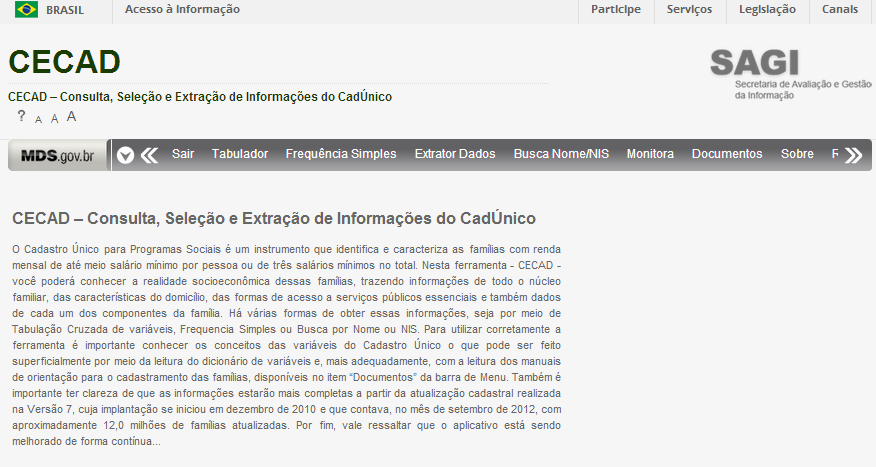 BRASIL Acesso à informação Participe Serviços Legislação Canais
CECAD
SAGI
Secretaria de Avaliação e Gestão
da Informação
CECAD – Consulta, Seleção e Extração de Informações do CadÚnico
? A A A
MDS.gov.br Sair Tabulador Frequência Simples Extrator Dados Busca Nome/NIS Monitora Documentos Sobre
CECAD – Consulta, Seleção e Extração de Informações do CadÚnico
O Cadastro Único para Programas Sociais é um instrumento que identifica e caracteriza as famílias com renda
mensal de até meio salário mínimo por pessoa ou de três salários mínimos no total. Nesta ferramenta - CECAD -
você poderá conhecer a realidade socioeconômica dessas famílias, trazendo informações de todo o núcleo
familiar, das características do domicílio, das formas de acesso a serviços públicos essenciais e também dados
de cada um dos componentes da família. Há várias formas de obter essas informações, seja por meio de
Tabulação Cruzada de variáveis, Frequencia Simples ou Busca por Nome ou NIS. Para utilizar corretamente a
ferramenta é importante conhecer os conceitos das variáveis do Cadastro Único o que pode ser feito
superficialmente por meio da leitura do dicionário de variáveis e, mais adequadamente, com a leitura dos manuais
de orientação para o cadastramento das famílias, disponíveis no item “Documentos” da barra de Menu. Também é
importante ter clareza de que as informações estarão mais completas a partir da atualização cadastral realizada
na Versão 7, cuja implantação se iniciou em dezembro de 2010 e que contava, no mês de setembro de 2012, com
aproximadamente 12,0 milhões de famílias atualizadas. Por fim, vale ressaltar que o aplicativo está sendo
melhorado de forma contínua...